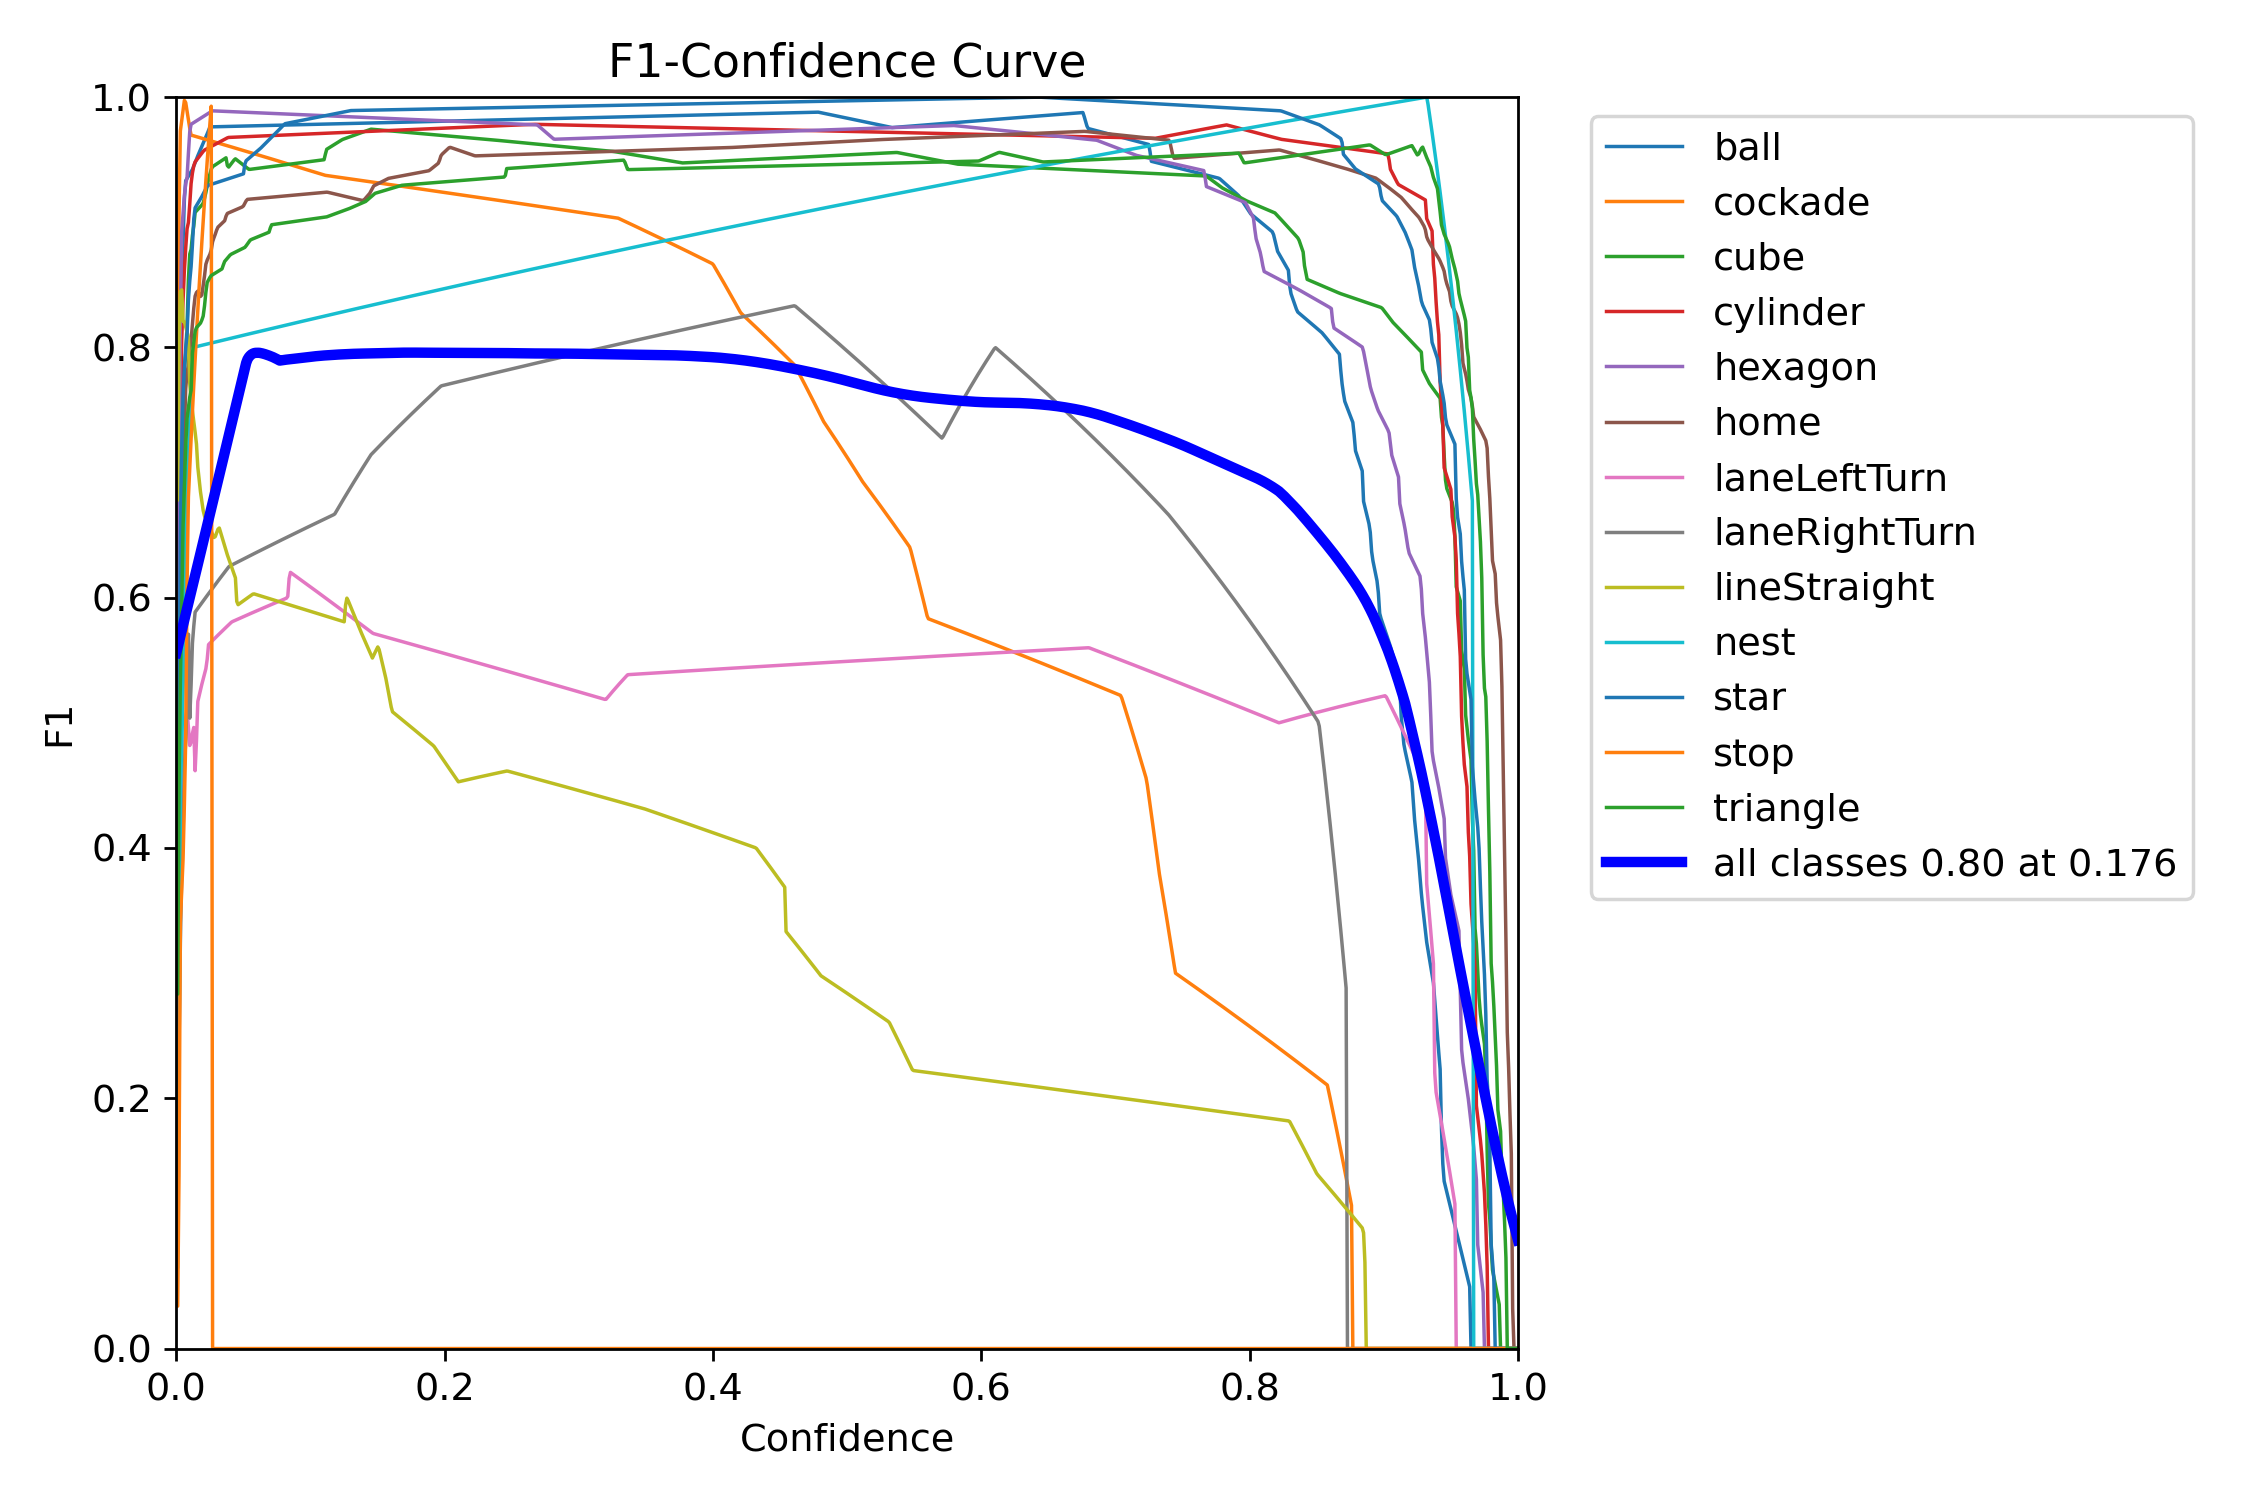 F1-Confidence Curve
1.0
0.8
0.6
0.4
0.2
0.0
F1
0.0 0.2 0.4 0.6 0.8 1.0
Confidence
ball
cockade
cube
cylinder
hexagon
home
laneLeftTurn
laneRightTurn
lineStraight
nest
star
stop
triangle
all classes 0.80 at 0.176